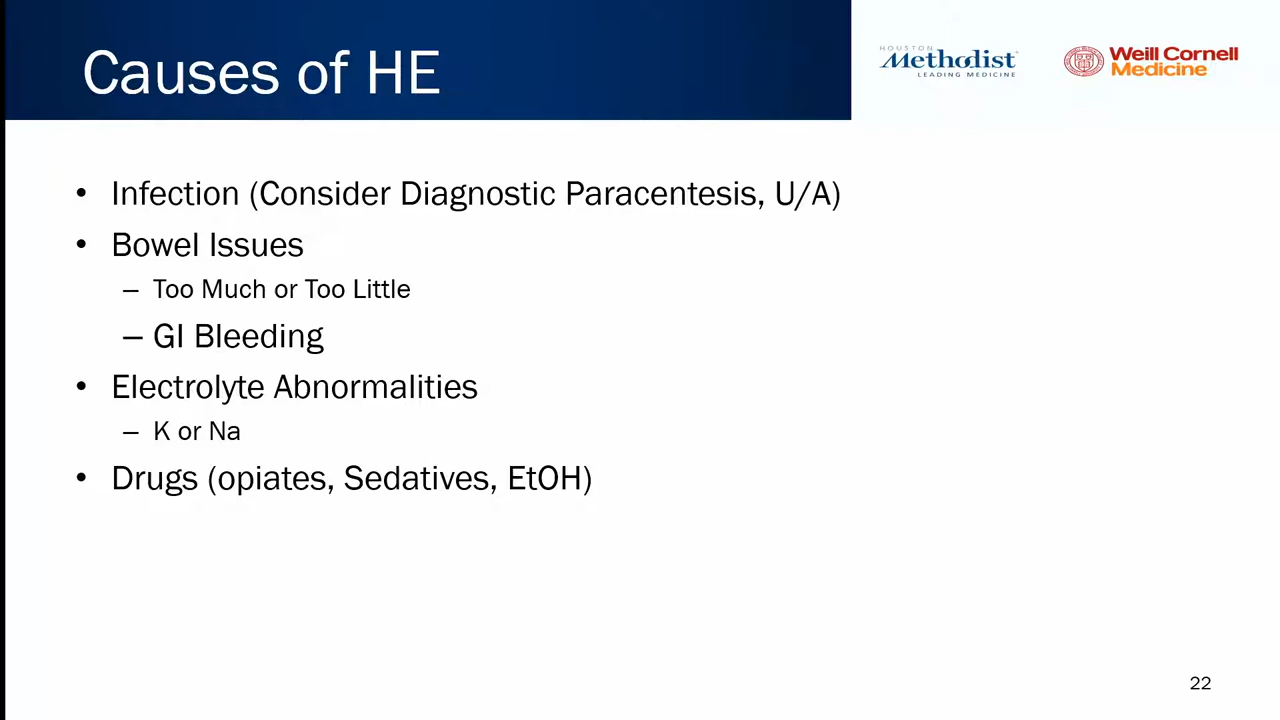 Causes of HE
HOUSTON
Methodist
LEADING MEDICINE
Weill Cornell
Medicine
• Infection (Consider Diagnostic Paracentesis, U/A)
• Bowel Issues
– Too Much or Too Little
– GI Bleeding
• Electrolyte Abnormalities
– K or Na
• Drugs (opiates, Sedatives, EtOH)
22